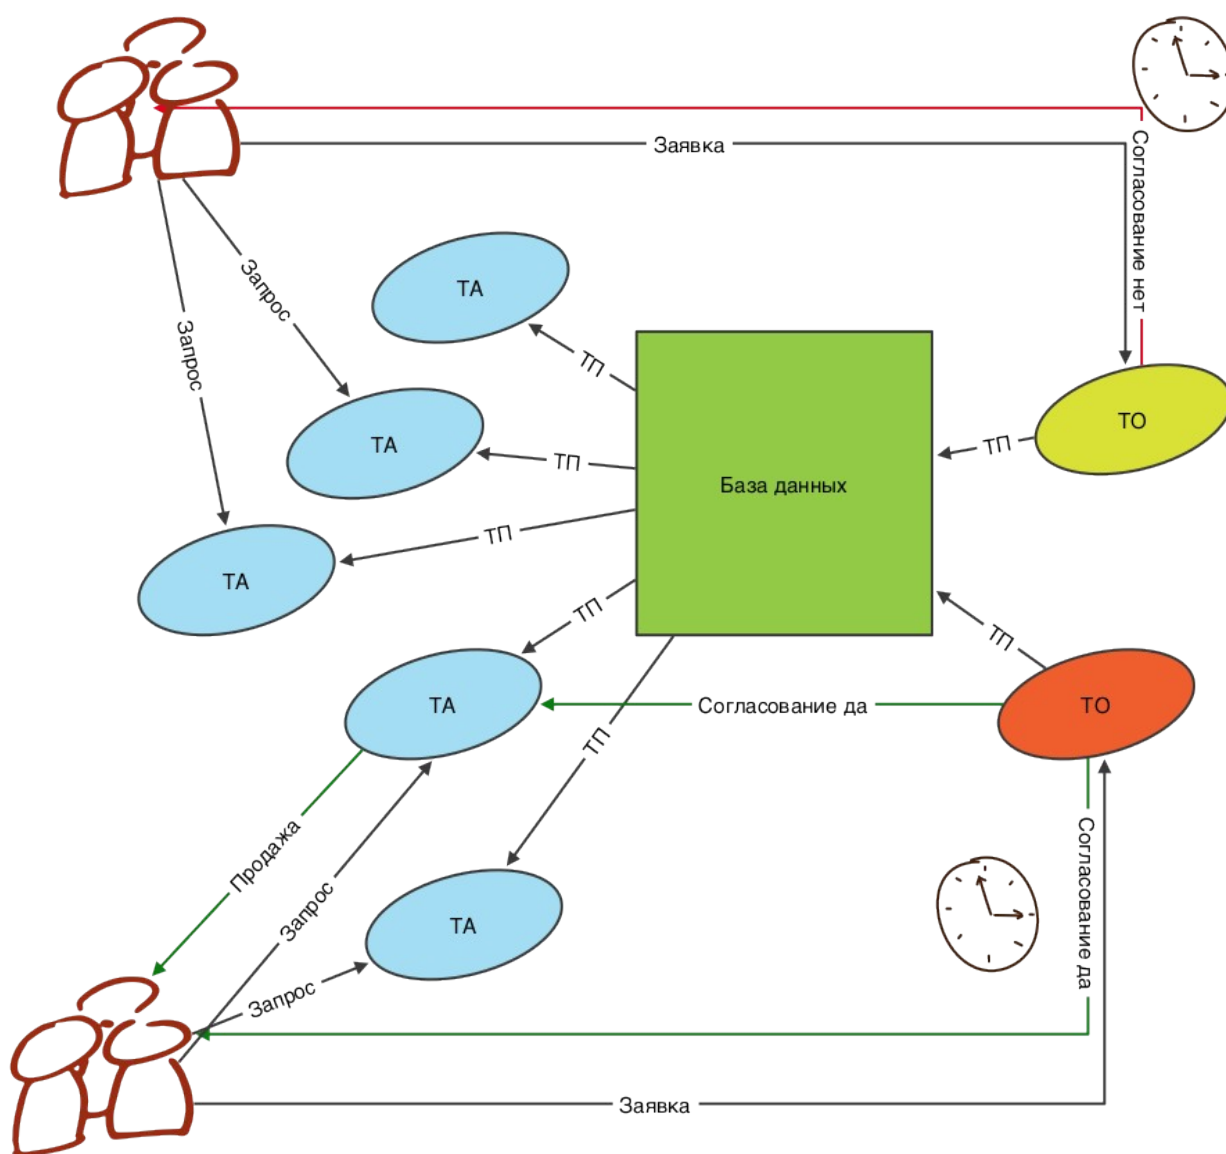 Заявка
Согласование нет
Запрос
Запрос
ТА
ТП
ТА
ТП
ТО
ТП
База данных
ТП
ТА
ТП
ТП
ТА
Согласование да
ТО
ТП
Продажа
Запрос
Согласование да
ТА
Запрос
Заявка